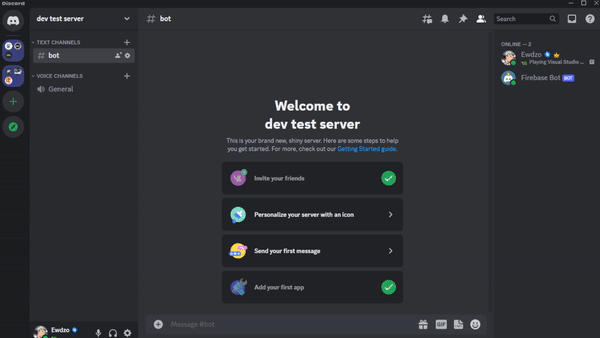 Discord
dev test server
# bot
Search
TEXT CHANNELS
bot
VOICE CHANNELS
General
Welcome to
dev test server
This is your brand new, shiny server. Here are some steps to help
you get started. For more, check out our Getting Started guide.
Invite your friends
Personalize your server with an icon
Send your first message
Add your first app
Message #bot
GIF
ONLINE — 2
Ewdzo
Playing Visual Studio ...
Firebase Bot BOT
Ewdzo